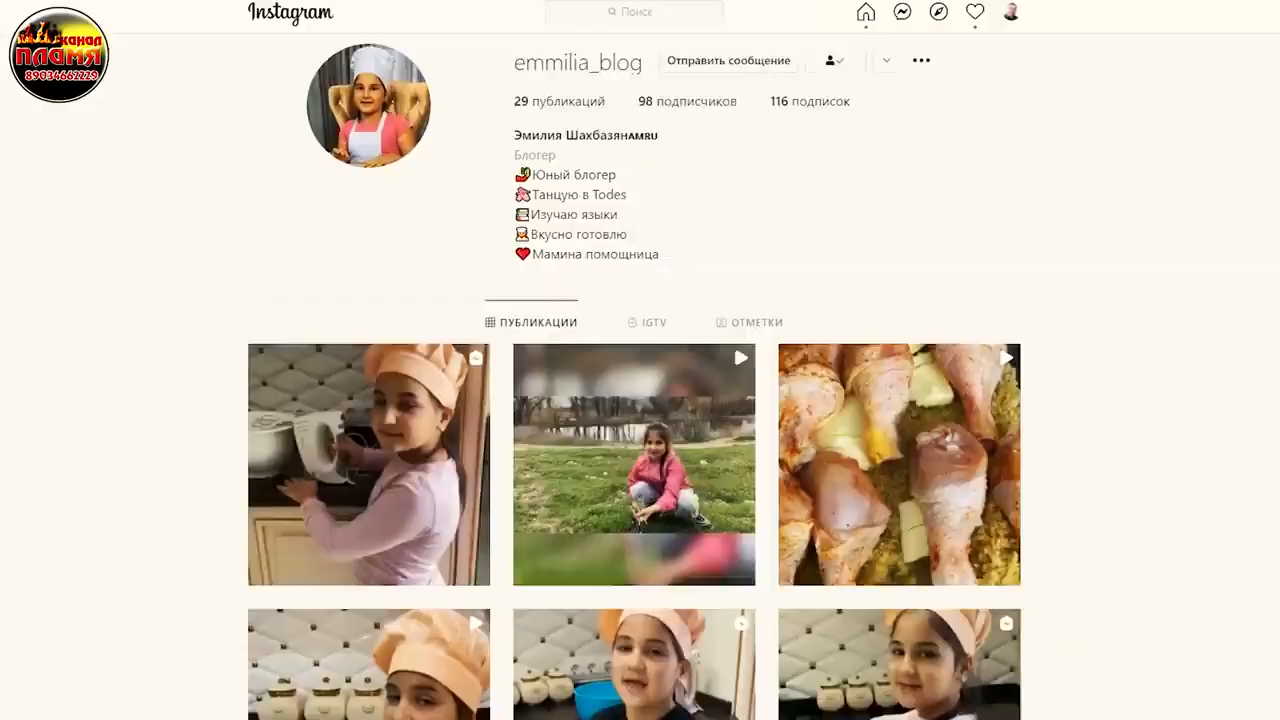 Instagram
Поиск
канал
пламя
89034662229
emmilia_blog
Отправить сообщение
29 публикаций 98 подписчиков 116 подписок
Эмилия ШахбазянAMRU
Блогер
Юный блогер
Танцую в Todes
Изучаю языки
Вкусно готовлю
Мамина помощница
ПУБЛИКАЦИИ IGTV ОТМЕТКИ